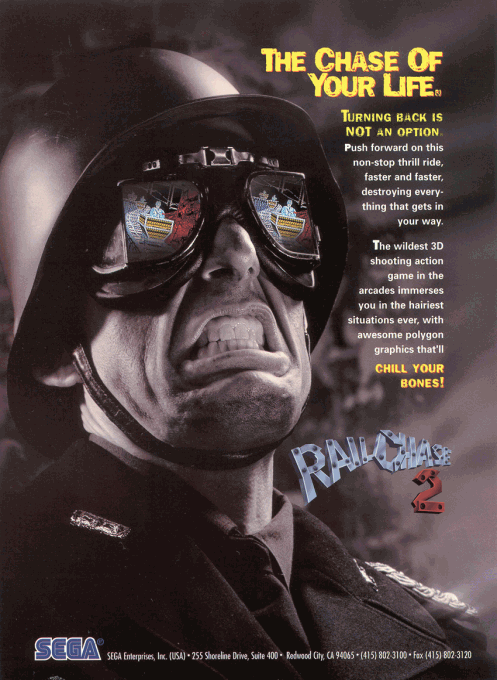 THE CHASE OF
YOUR LIFE.
TURNING BACK IS
NOT AN OPTION.
Push forward on this
non-stop thrill ride,
faster and faster,
destroying every-
thing that gets in
your way.
The wildest 3D
shooting action
game in the
arcades immerses
you in the hairiest
situations ever, with
awesome polygon
graphics that'll
CHILL YOUR
BONES!
RAIL CHASE
2
SEGA® SEGA Enterprises, Inc. (USA) • 255 Shoreline Drive, Suite 400 • Redwood City, CA 94065 • (415) 802-3100 • Fax (415) 802-3120